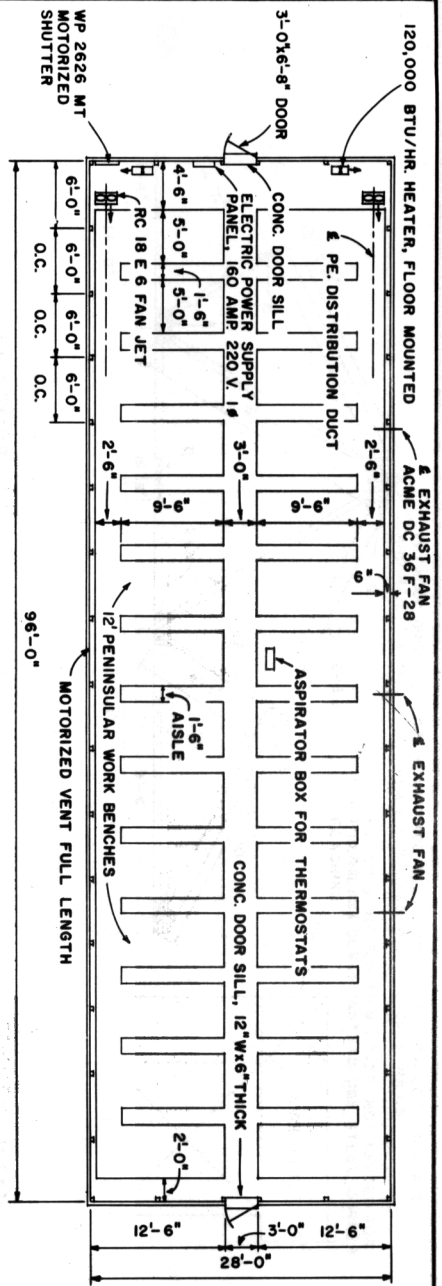 120,000 BTU/HR. HEATER, FLOOR MOUNTED
3'-0"x6'-8" DOOR
WP 2626 MT
MOTORIZED
SHUTTER
℄ EXHAUST FAN
ACME DC 36 F-28
℄ EXHAUST FAN
℄ PE. DISTRIBUTION DUCT
2'-6"
6"
CONC. DOOR SILL
ELECTRIC POWER SUPPLY
PANEL, 160 AMP. 220 V. 1ø
4'-6"
5'-0"
1'-6"
5'-0"
RC 18 E 6 FAN JET
6'-0"
6'-0"
O.C.
6'-0"
O.C.
6'-0"
O.C.
9'-6"
3'-0"
9'-6"
2'-6"
ASPIRATOR BOX FOR THERMOSTATS
1'-6"
AISLE
12' PENINSULAR WORK BENCHES
CONC. DOOR SILL, 12"Wx6"THICK
2'-0"
MOTORIZED VENT FULL LENGTH
96'-0"
12'-6"
3'-0"
12'-6"
28'-0"